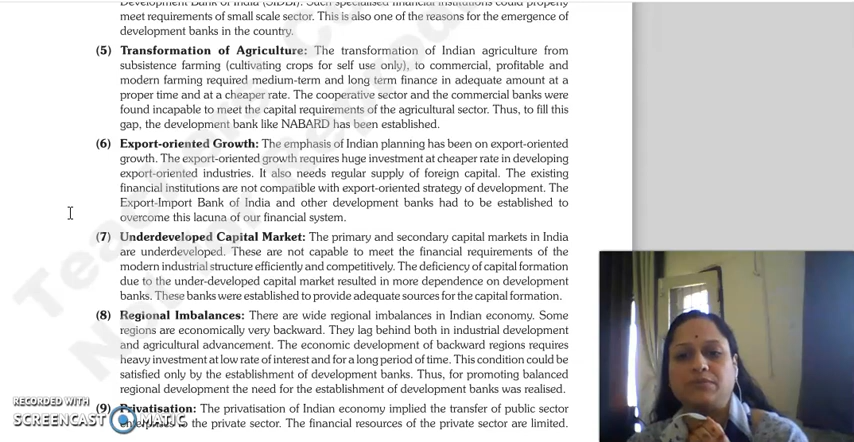 Development Bank of India (SIDBI). Such specialised financial institutions could properly
meet requirements of small scale sector. This is also one of the reasons for the emergence of
development banks in the country.
(5) Transformation of Agriculture: The transformation of Indian agriculture from
subsistence farming (cultivating crops for self use only), to commercial, profitable and
modern farming required medium-term and long term finance in adequate amount at a
proper time and at a cheaper rate. The cooperative sector and the commercial banks were
found incapable to meet the capital requirements of the agricultural sector. Thus, to fill this
gap, the development bank like NABARD has been established.
(6) Export-oriented Growth: The emphasis of Indian planning has been on export-oriented
growth. The export-oriented growth requires huge investment at cheaper rate in developing
export-oriented industries. It also needs regular supply of foreign capital. The existing
financial institutions are not compatible with export-oriented strategy of development. The
Export-Import Bank of India and other development banks had to be established to
overcome this lacuna of our financial system.
(7) Underdeveloped Capital Market: The primary and secondary capital markets in India
are underdeveloped. These are not capable to meet the financial requirements of the
modern industrial structure efficiently and competitively. The deficiency of capital formation
due to the under-developed capital market resulted in more dependence on development
banks. These banks were established to provide adequate sources for the capital formation.
(8) Regional Imbalances: There are wide regional imbalances in Indian economy. Some
regions are economically very backward. They lag behind both in industrial development
and agricultural advancement. The economic development of backward regions requires
heavy investment at low rate of interest and for a long period of time. This condition could be
satisfied only by the establishment of development banks. Thus, for promoting balanced
regional development the need for the establishment of development banks was realised.
(9) Privatisation: The privatisation of Indian economy implied the transfer of public sector
to the private sector. The financial resources of the private sector are limited.
RECORDED WITH
SCREENCAST MATIC